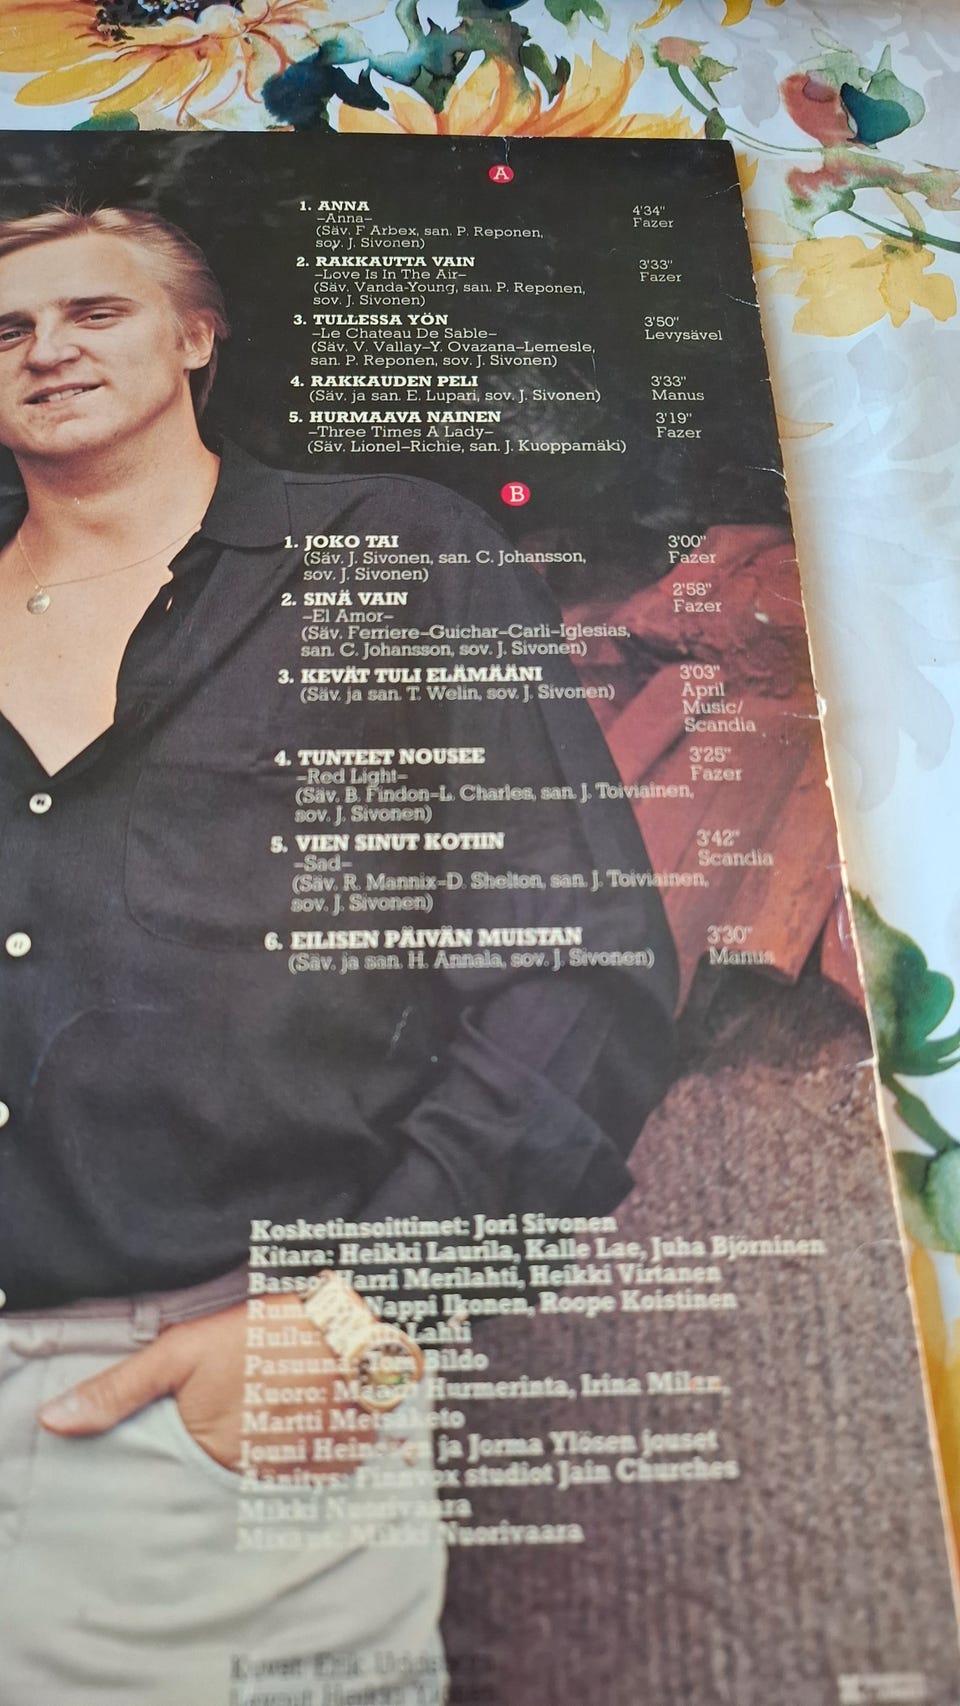 A
1. ANNA 4'34"
–Anna– Fazer
(Säv. F Arbex, san. P. Reponen,
sov. J. Sivonen)
2. RAKKAUTTA VAIN 3'33"
–Love Is In The Air– Fazer
(Säv. Vanda-Young, san. P. Reponen,
sov. J. Sivonen)
3. TULLESSA YÖN 3'50"
–Le Chateau De Sable– Levysävel
(Säv. V. Vallay–Y. Ovazana–Lemesle,
san. P. Reponen, sov. J. Sivonen)
4. RAKKAUDEN PELI 3'33"
(Säv. ja san. E. Lupari, sov. J. Sivonen) Manus
5. HURMAAVA NAINEN 3'19"
–Three Times A Lady– Fazer
(Säv. Lionel–Richie, san. J. Kuoppamäki)
B
1. JOKO TAI 3'00"
(Säv. J. Sivonen, san. C. Johansson, Fazer
sov. J. Sivonen)
2. SINÄ VAIN 2'58"
–El Amor– Fazer
(Säv. Ferriere–Guichar–Carli–Iglesias,
san. C. Johansson, sov. J. Sivonen)
3. KEVÄT TULI ELÄMÄÄNI 3'03"
(Säv. ja san. T. Welin, sov. J. Sivonen) April
Music/
Scandia
4. TUNTEET NOUSEE 3'25"
–Red Light– Fazer
(Säv. B. Findon–L. Charles, san. J. Toiviainen,
sov. J. Sivonen)
5. VIEN SINUT KOTIIN 3'42"
–Sad– Scandia
(Säv. R. Mannix–D. Shelton, san. J. Toiviainen,
sov. J. Sivonen)
6. EILISEN PÄIVÄN MUISTAN 3'30"
(Säv. ja san. H. Annala, sov. J. Sivonen) Manus
Kosketinsoittimet: Jori Sivonen
Kitara: Heikki Laurila, Kalle Lae, Juha Björninen
Basso: Harri Merilahti, Heikki Virtanen
Nappi Ikonen, Roope Koistinen
Huilu: Lahti
Pasuuna: Tom Bildo
Kuoro: Hurmerinta, Irina Milan,
Martti Metsäketo
Jouni ja Jorma Ylösen jouset
Äänitys: Finnvox studiot Jain Churches
Mikki Nuorivaara
Mikki Nuorivaara